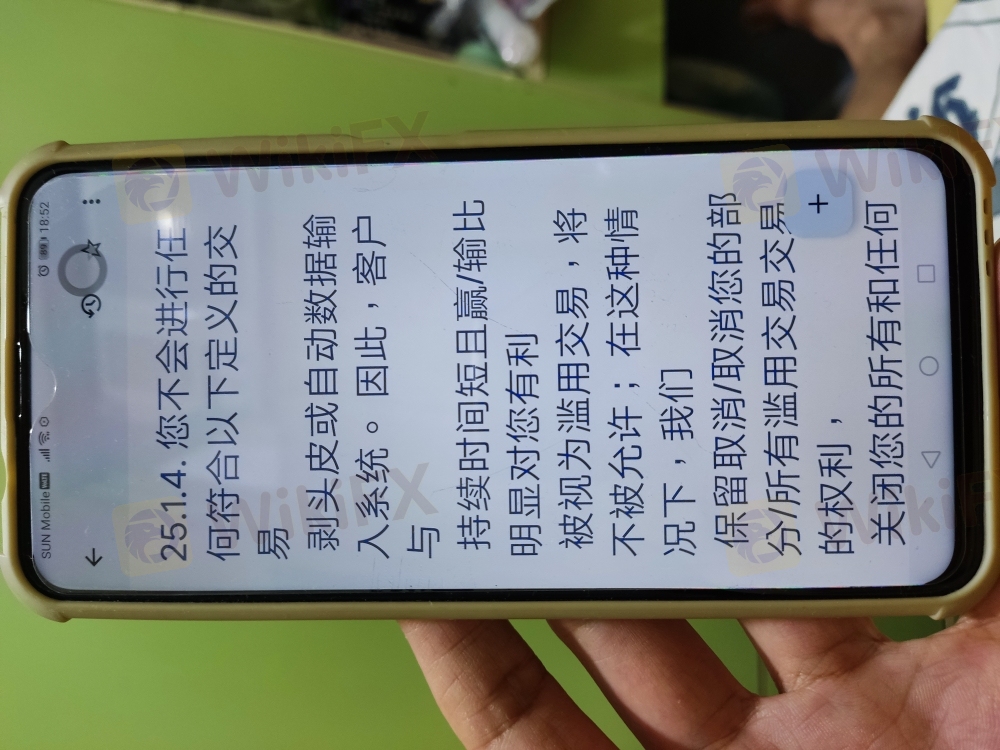 SUN Mobile VoWiFi 18:52
25.1.4. 您不会进行任
何符合以下定义的交
易
剥头皮或自动数据输
入系统。因此，客户
与
持续时间短且赢/输比
明显对您有利
被视为滥用交易，将
不被允许；在这种情
况下，我们
保留取消/取消您的部
分/所有滥用交易交易
的权利，
关闭您的所有和任何
+
WikiFX
WikiFX
WikiFX
WikiFX